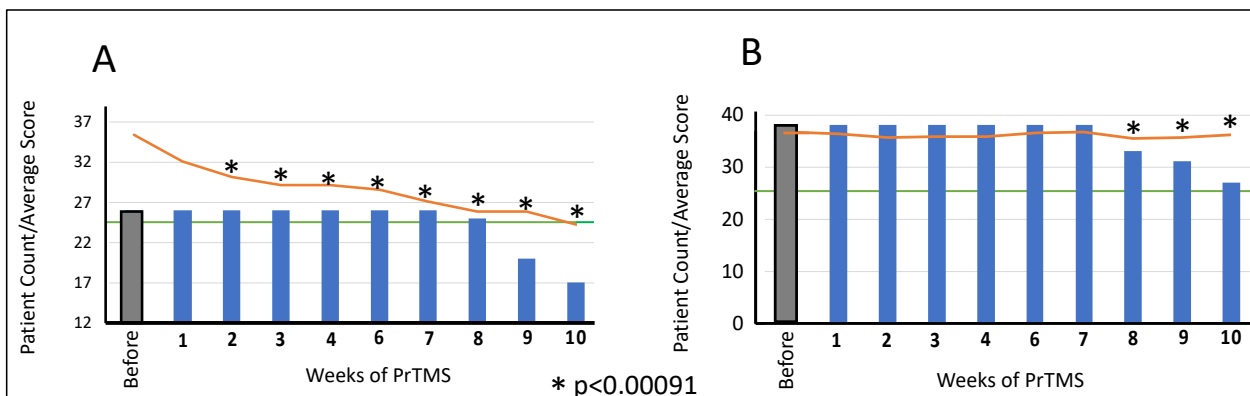 A
Patient Count/Average Score
37
32
27
22
17
12
* * * * * * * *
Before 1 2 3 4 6 7 8 9 10
Weeks of PrTMS
* p<0.00091
B
Patient Count/Average Score
40
30
40
20
10
0
* * *
Before 1 2 3 4 6 7 8 9 10
Weeks of PrTMS